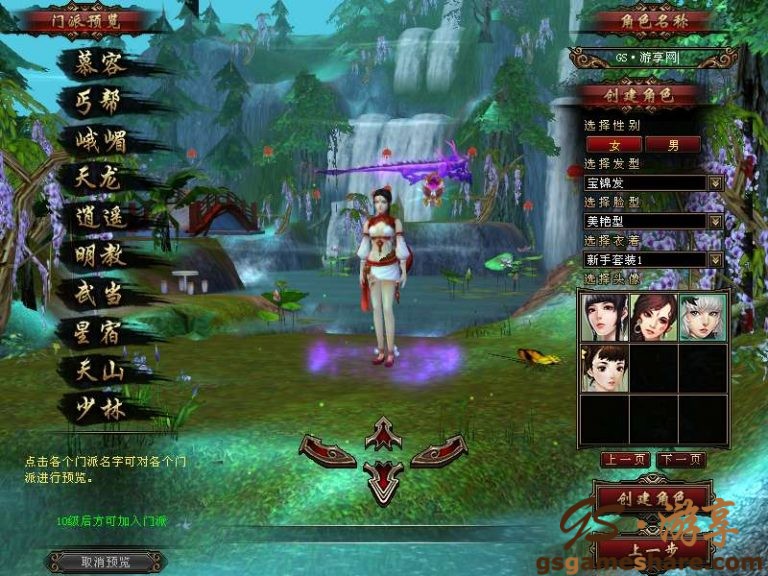 门派预览
慕容
丐帮
峨嵋
天龙
逍遥
明教
武当
星宿
天山
少林
点击各个门派名字可对各个门
派进行预览。
10级后方可加入门派
取消预览
角色名称
GS·游享网
创建角色
选择性别
女 男
选择发型
宝锦发
选择脸型
美艳型
选择衣着
新手套装1
选择头像
上一页 下一页
创建角色
上一步
GS·游享
gsgameshare.com